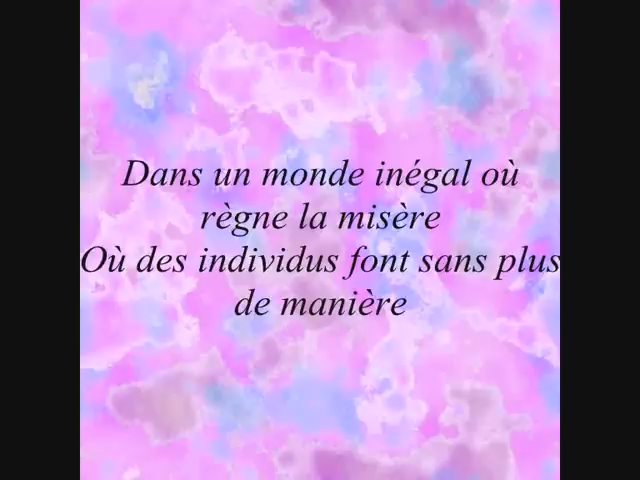 Dans un monde inégal où
règne la misère
Où des individus font sans plus
de manière